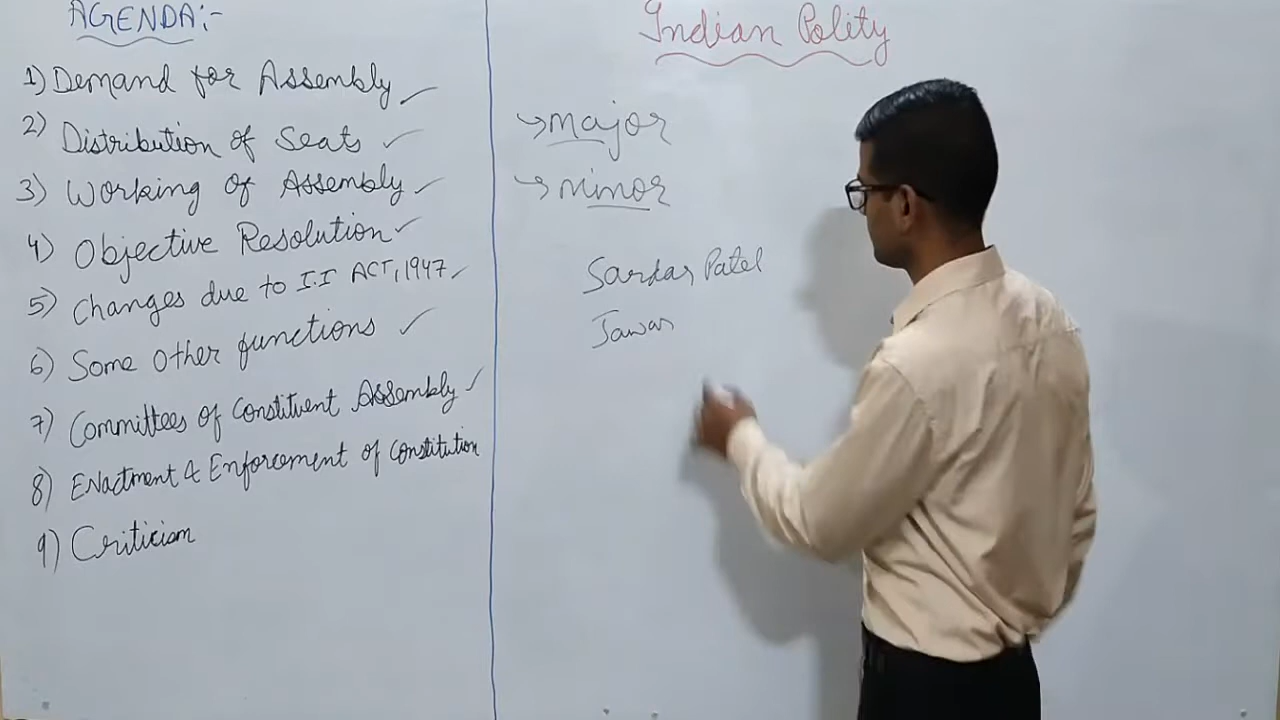 AGENDA:-
1) Demand for Assembly ✓
2) Distribution of Seats ✓
3) Working of Assembly ✓
4) Objective Resolution ✓
5) Changes due to I.I ACT, 1947 ✓
6) Some other functions ✓
7) Committees of Constituent Assembly ✓
8) Enactment & Enforcement of Constitution
9) Criticism
Indian Polity
→ Major
→ Minor
Sardar Patel
Jawar